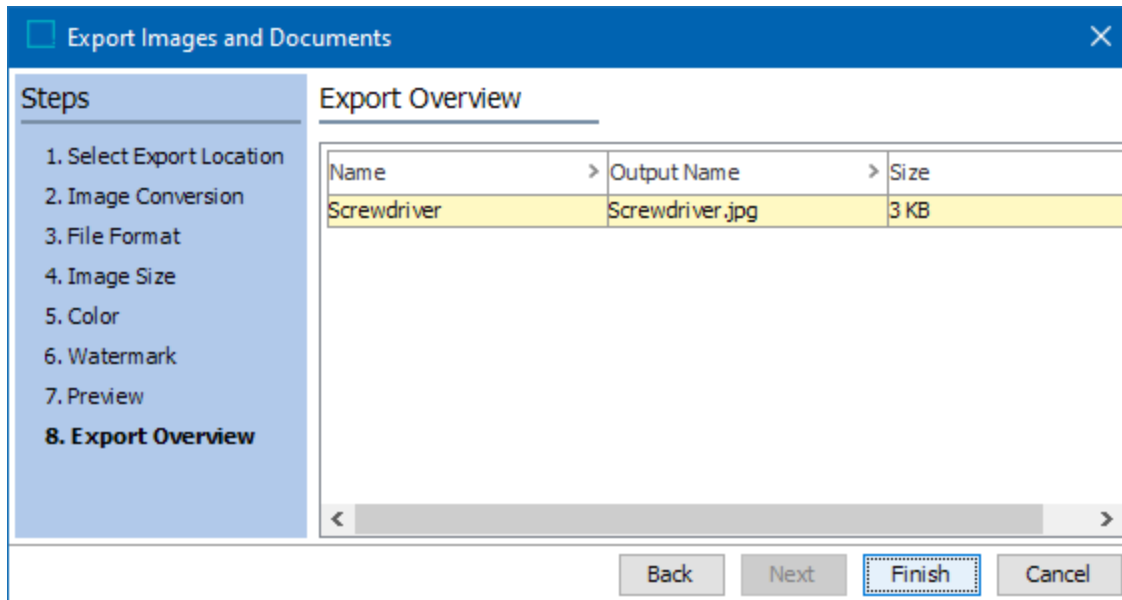 Export Images and Documents
Steps
1. Select Export Location
2. Image Conversion
3. File Format
4. Image Size
5. Color
6. Watermark
7. Preview
8. Export Overview
Export Overview
Name > Output Name > Size
Screwdriver Screwdriver.jpg 3 KB
Back Next Finish Cancel